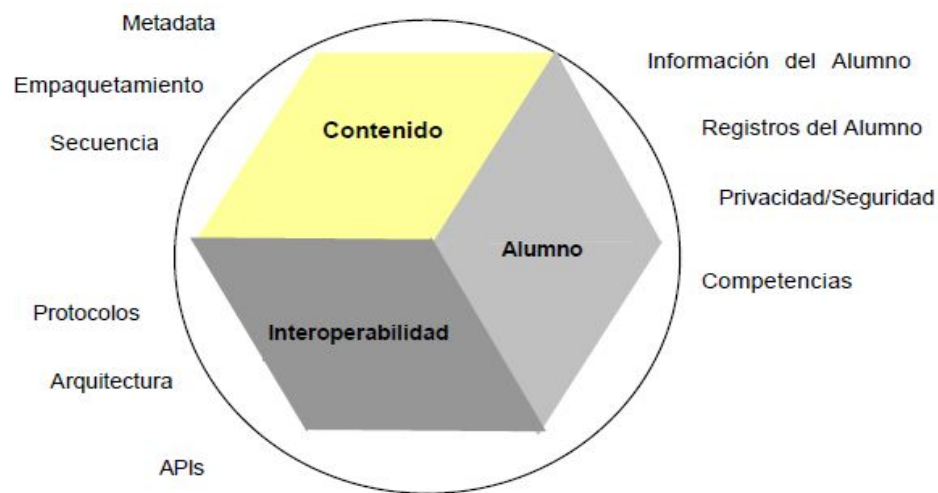 Metadata
Empaquetamiento
Secuencia
Contenido
Información del Alumno
Registros del Alumno
Privacidad/Seguridad
Alumno
Competencias
Protocolos
Interoperabilidad
Arquitectura
APIs